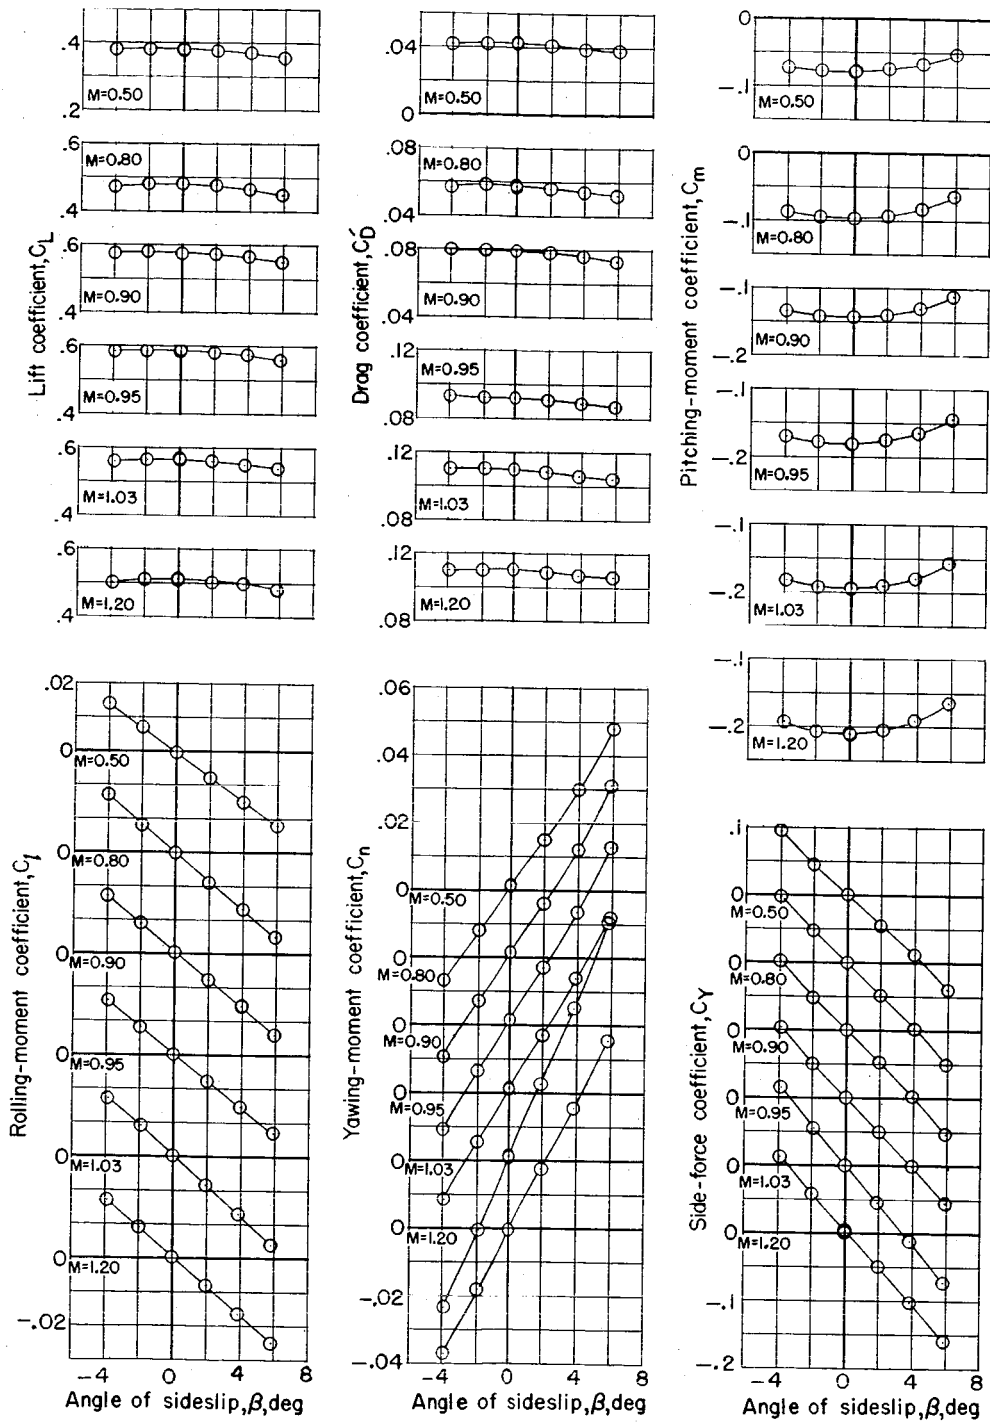 Lift coefficient, C_L
.4
.2
M=0.50
.6
.4
M=0.80
.6
.4
M=0.90
.6
.4
M=0.95
.6
.4
M=1.03
.6
.4
M=1.20
Drag coefficient, C'_D
.04
0
M=0.50
.08
.04
M=0.80
.08
.04
M=0.90
.12
.08
M=0.95
.12
.08
M=1.03
.12
.08
M=1.20
Pitching-moment coefficient, C_m
0
-.1
M=0.50
0
-.1
M=0.80
-.1
-.2
M=0.90
-.1
-.2
M=0.95
-.1
-.2
M=1.03
-.1
-.2
M=1.20
Rolling-moment coefficient, C_l
.02
0
M=0.50
0
M=0.80
0
M=0.90
0
M=0.95
0
M=1.03
0
M=1.20
-.02
-4 0 4 8
Angle of sideslip, β, deg
Yawing-moment coefficient, C_n
.06
.04
.02
0
M=0.50
0
M=0.80
0
M=0.90
0
M=0.95
0
M=1.03
0
M=1.20
-.02
-.04
-4 0 4 8
Angle of sideslip, β, deg
Side-force coefficient, C_Y
.1
0
M=0.50
0
M=0.80
0
M=0.90
0
M=0.95
0
M=1.03
0
M=1.20
-.1
-.2
-4 0 4 8
Angle of sideslip, β, deg